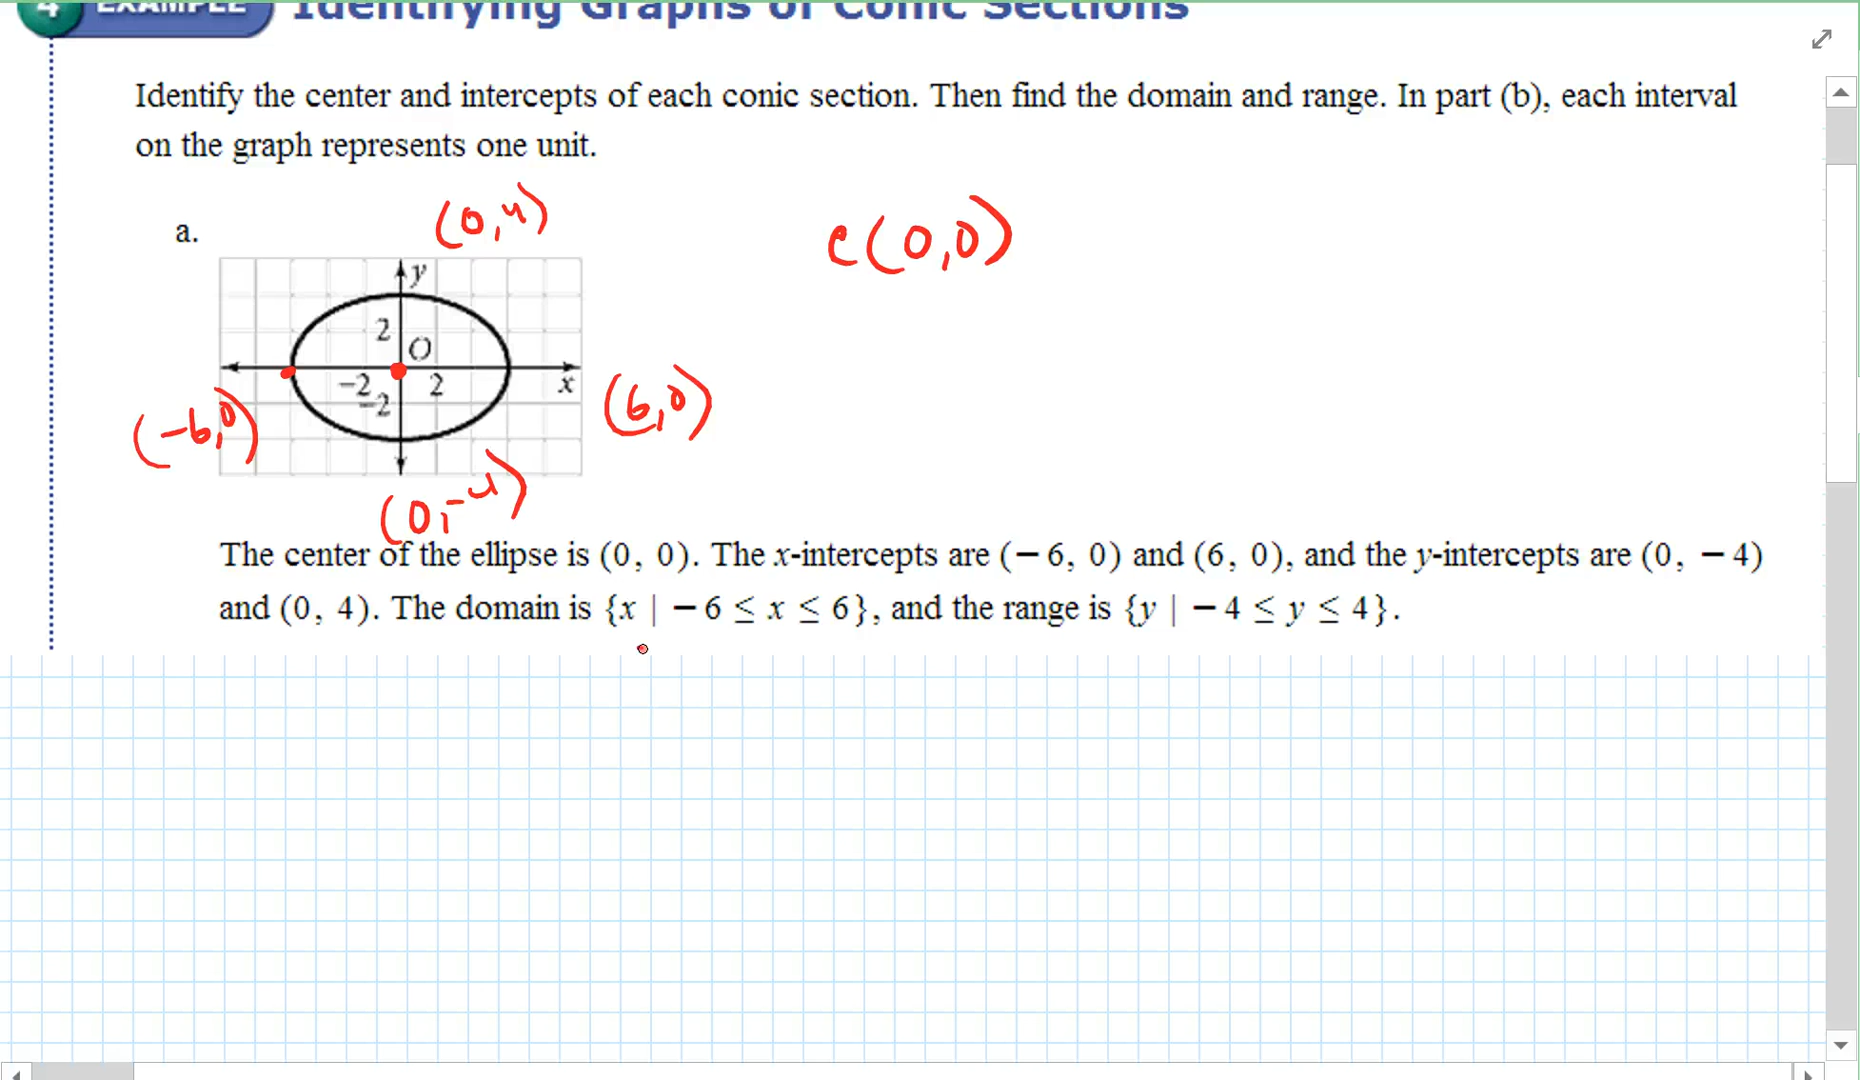 4 EXAMPLE Identifying Graphs of Conic Sections
Identify the center and intercepts of each conic section. Then find the domain and range. In part (b), each interval
on the graph represents one unit.
(0,4)
a.
C(0,0)
y
2
O
-2
2
x
-2
(-6,0)
(6,0)
(0,-4)
The center of the ellipse is (0, 0). The x-intercepts are (− 6, 0) and (6, 0), and the y-intercepts are (0, − 4)
and (0, 4). The domain is {x | − 6 ≤ x ≤ 6}, and the range is {y | − 4 ≤ y ≤ 4}.